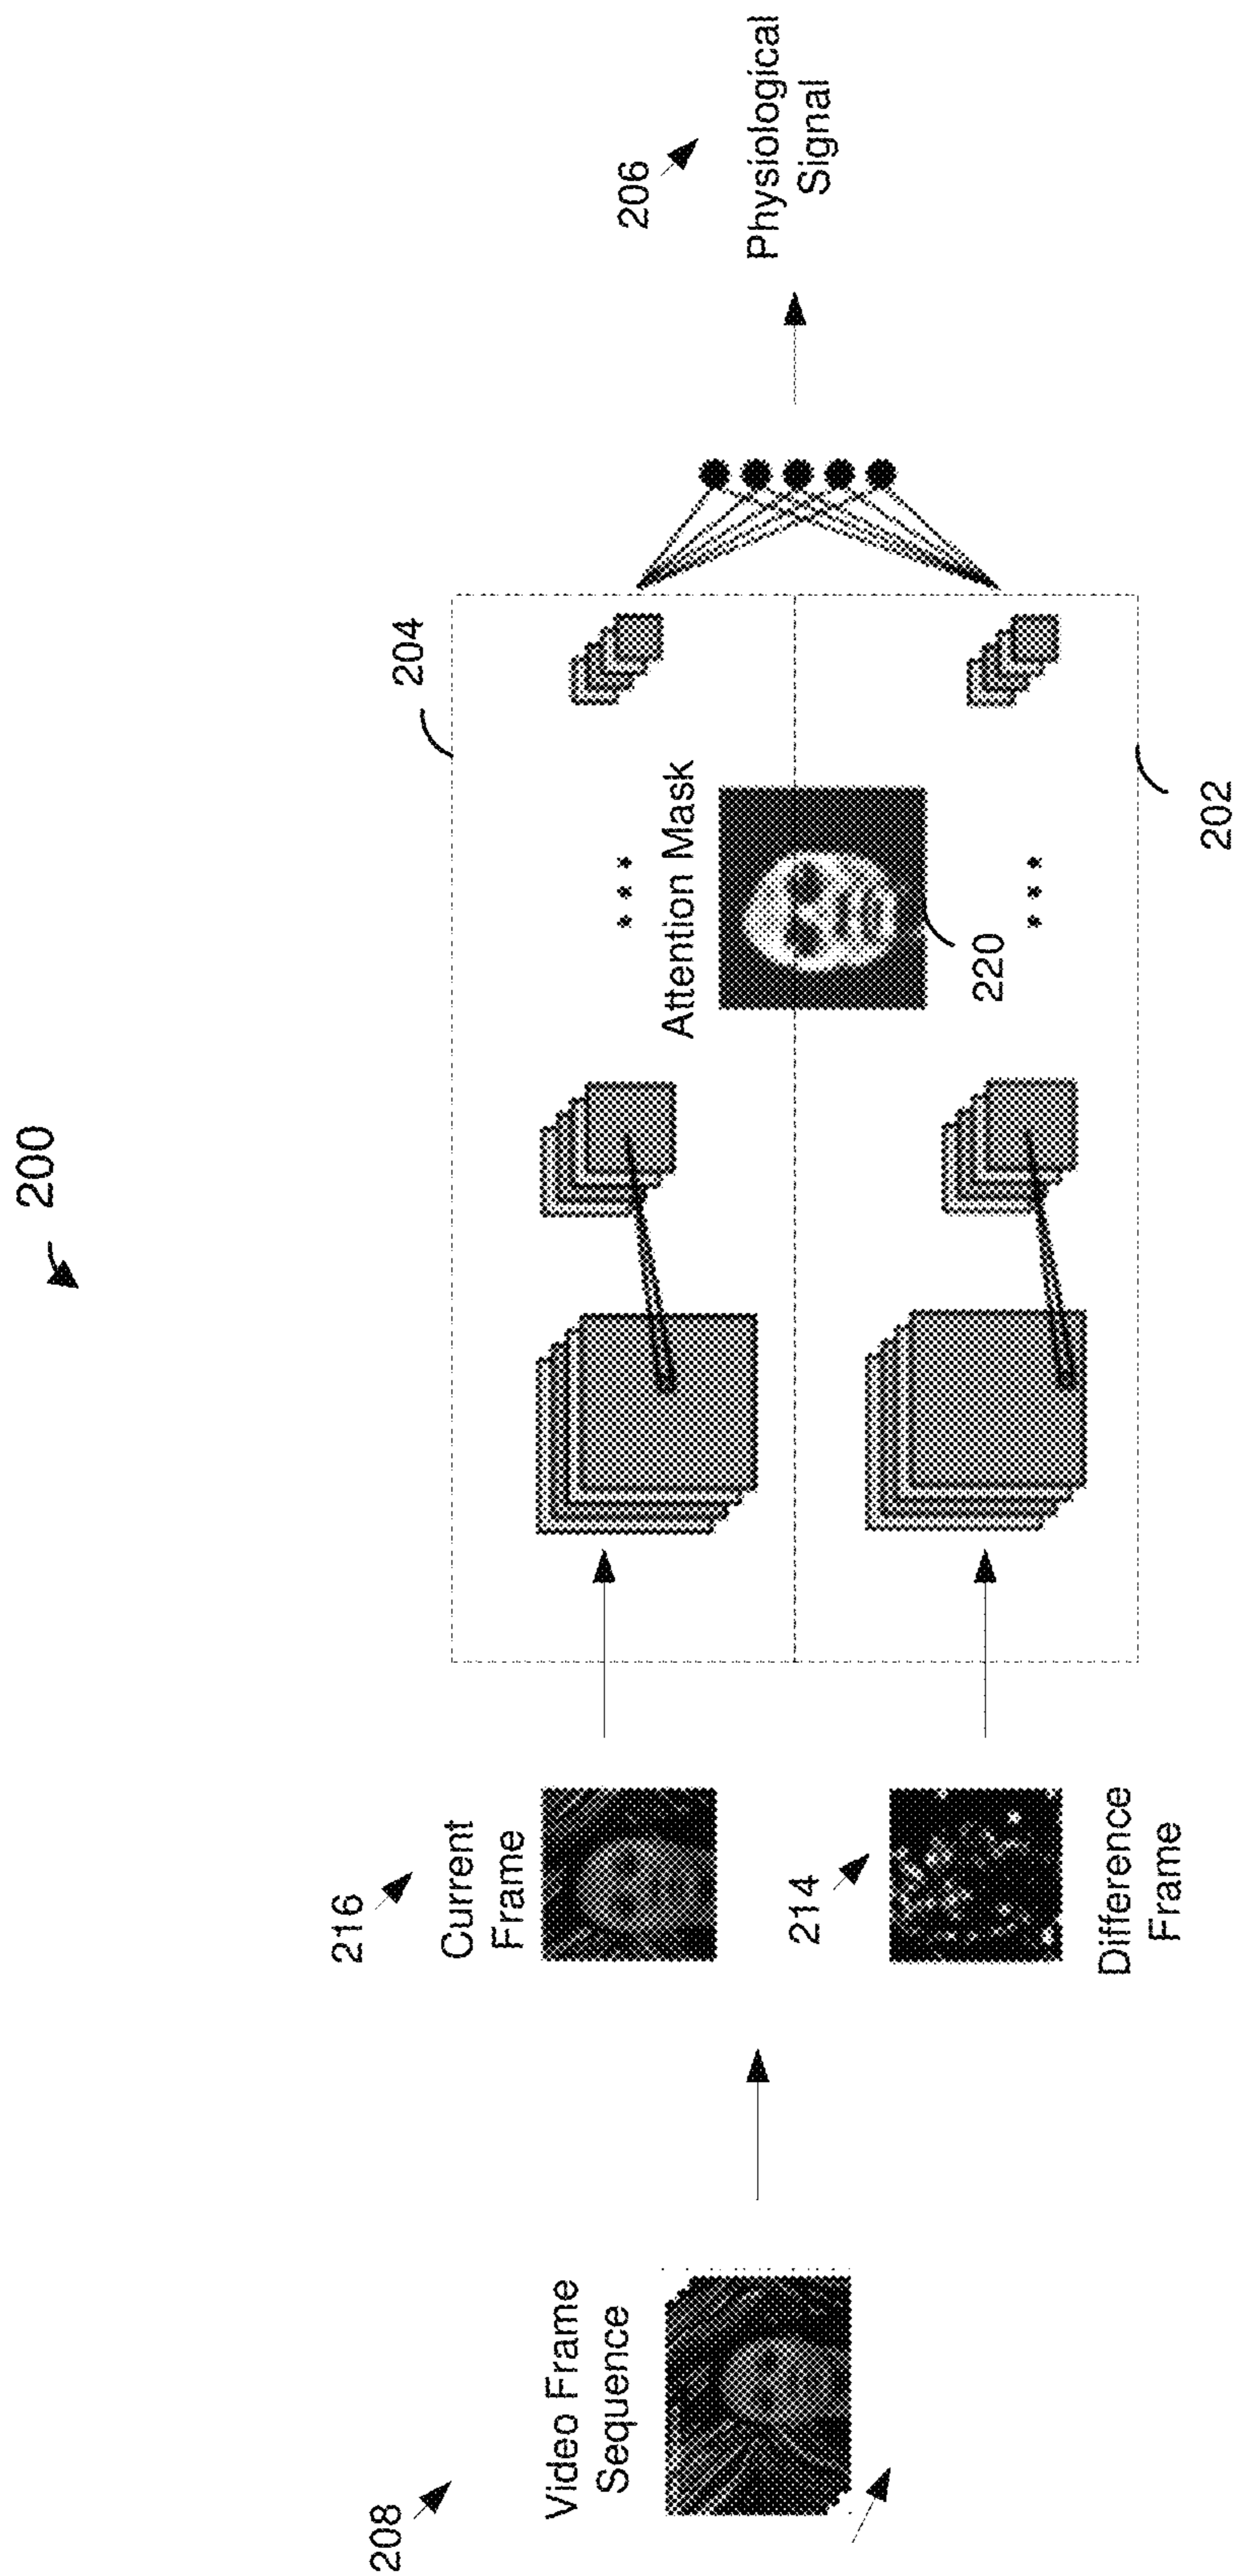 200
208
Video Frame
Sequence
216
Current
Frame
214
Difference
Frame
204
Attention Mask
220
202
206
Physiological
Signal